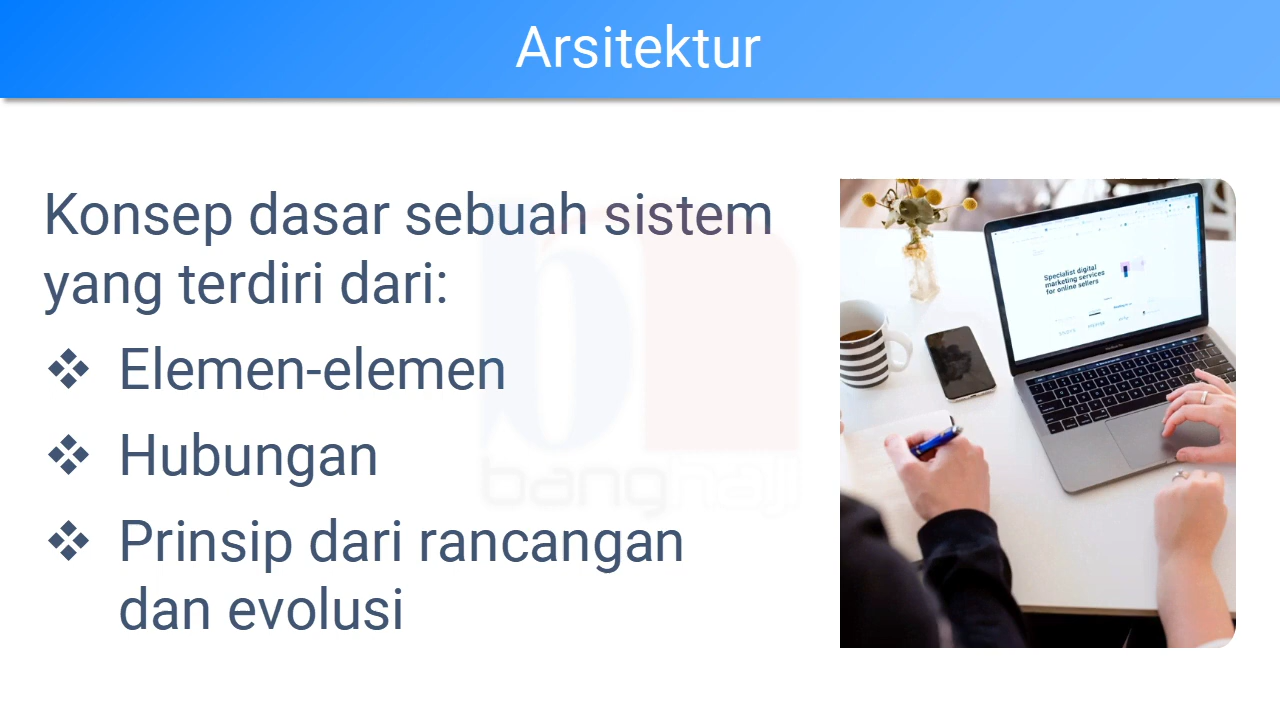 Arsitektur
Konsep dasar sebuah sistem
yang terdiri dari:
❖ Elemen-elemen
❖ Hubungan
❖ Prinsip dari rancangan
dan evolusi
bangnaji
Specialist digital
marketing services
for online sellers